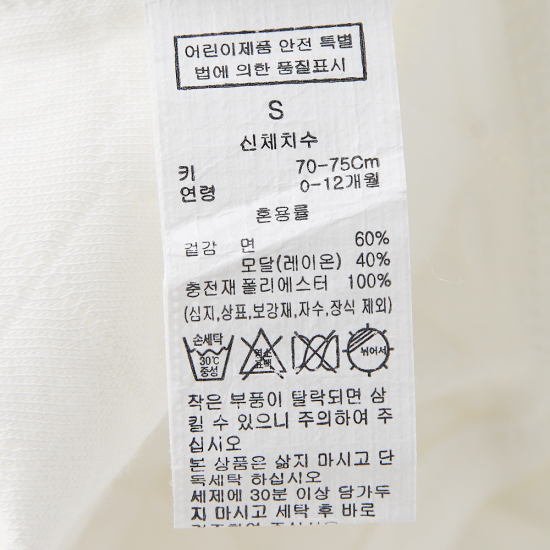 어린이제품 안전 특별
법에 의한 품질표시
S
신체치수
키 70-75Cm
연령 0-12개월
혼용률
겉감 면 60%
모달(레이온) 40%
충전재 폴리에스터 100%
(심지,상표,보강재,자수,장식 제외)
손세탁
30℃
중성
염소
표백
뉘어서
작은 부품이 탈락되면 삼
킬 수 있으니 주의하여 주
십시오
본 상품은 삶지 마시고 단
독세탁 하십시오
세제에 30분 이상 담가두
지 마시고 세탁 후 바로